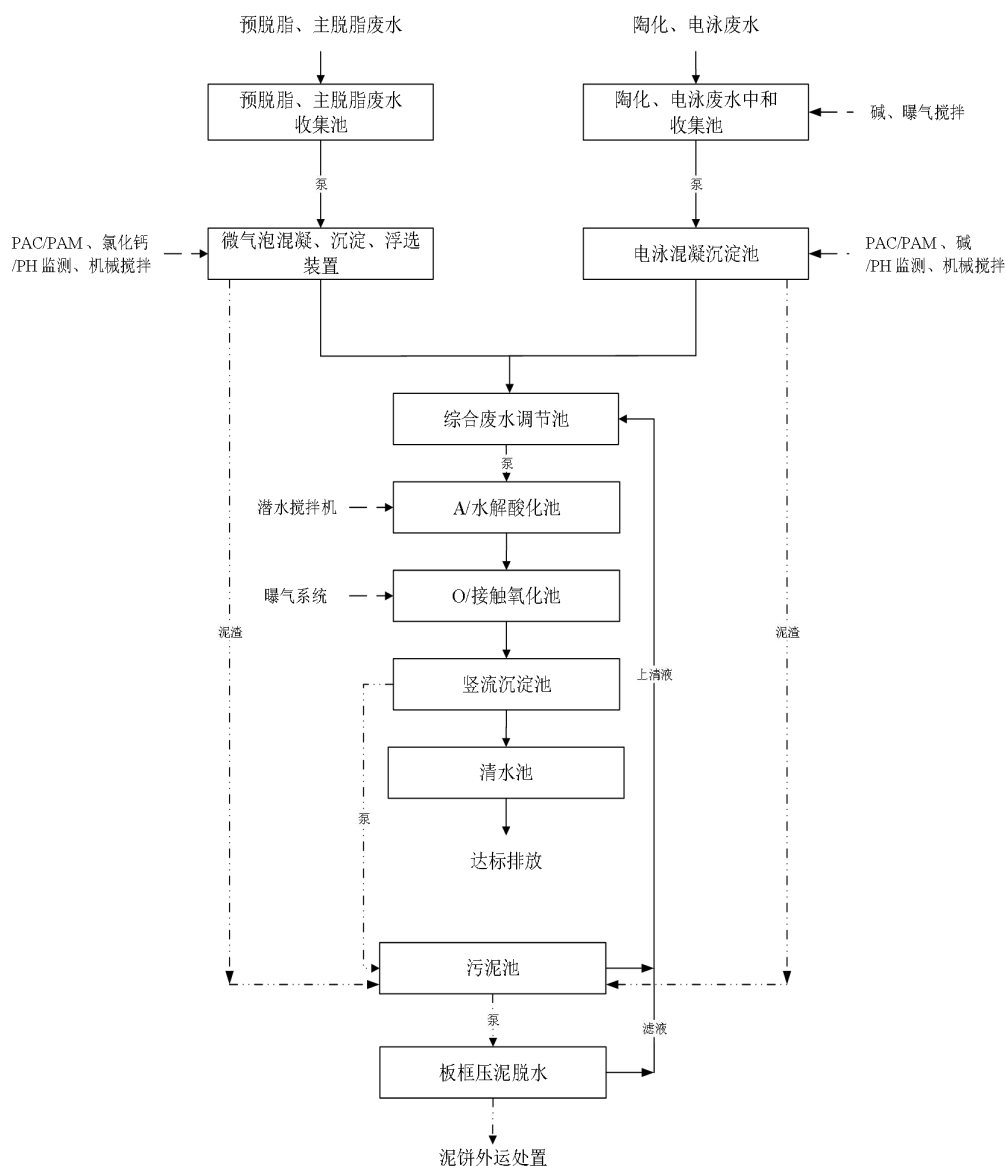 预脱脂、主脱脂废水
陶化、电泳废水
预脱脂、主脱脂废水
收集池
陶化、电泳废水中和
收集池
碱、曝气搅拌
泵
泵
PAC/PAM、氯化钙
/PH监测、机械搅拌
微气泡混凝、沉淀、浮选
装置
电泳混凝沉淀池
PAC/PAM、碱
/PH监测、机械搅拌
综合废水调节池
泵
潜水搅拌机
A/水解酸化池
曝气系统
O/接触氧化池
泥渣
泥渣
竖流沉淀池
上清液
清水池
泵
达标排放
污泥池
泵
滤液
板框压泥脱水
泥饼外运处置